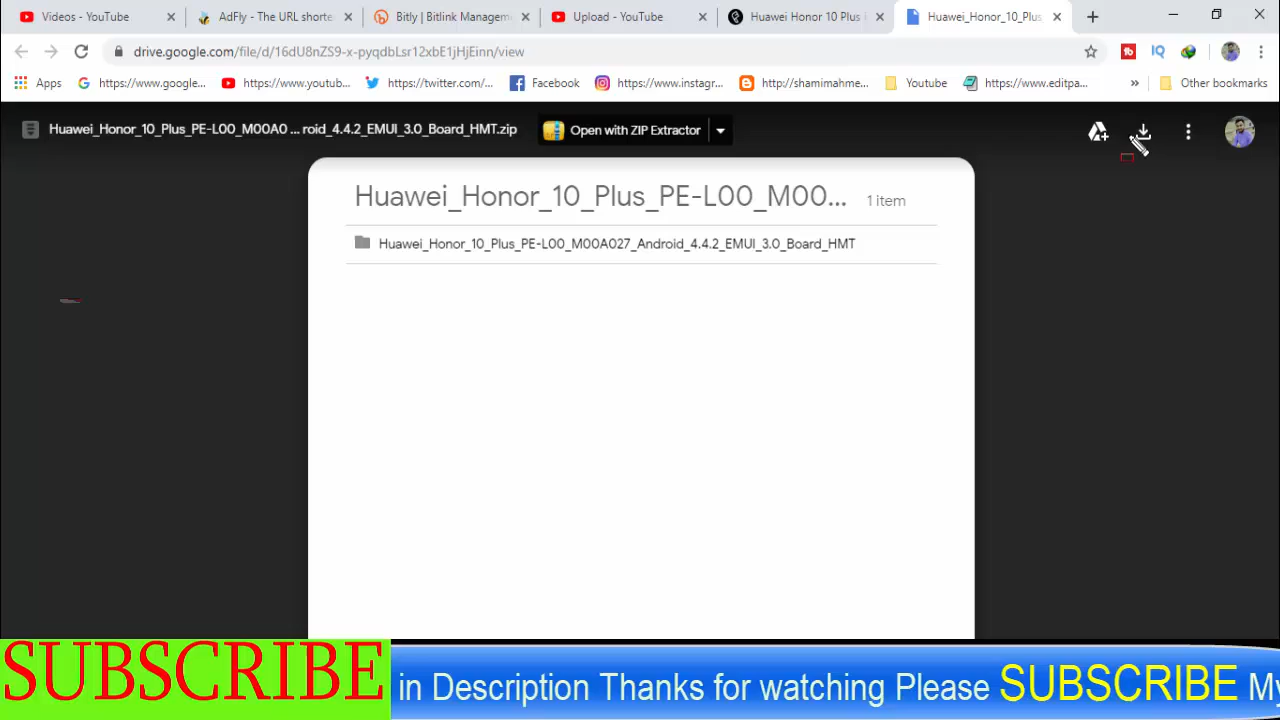 Videos - YouTube
AdFly - The URL shorte
Bitly | Bitlink Managem
Upload - YouTube
Huawei Honor 10 Plus i
Huawei_Honor_10_Plus_
drive.google.com/file/d/16dU8nZS9-x-pyqdbLsr12xbE1jHjEinn/view
Apps
https://www.google...
https://www.youtub...
https://twitter.com/...
Facebook
https://www.instagr...
http://shamimahme...
Youtube
https://www.editpa...
»
Other bookmarks
Huawei_Honor_10_Plus_PE-L00_M00A0 ... roid_4.4.2_EMUI_3.0_Board_HMT.zip
Open with ZIP Extractor
Huawei_Honor_10_Plus_PE-L00_M00...
1 item
Huawei_Honor_10_Plus_PE-L00_M00A027_Android_4.4.2_EMUI_3.0_Board_HMT
SUBSCRIBE
in Description Thanks for watching Please SUBSCRIBE My